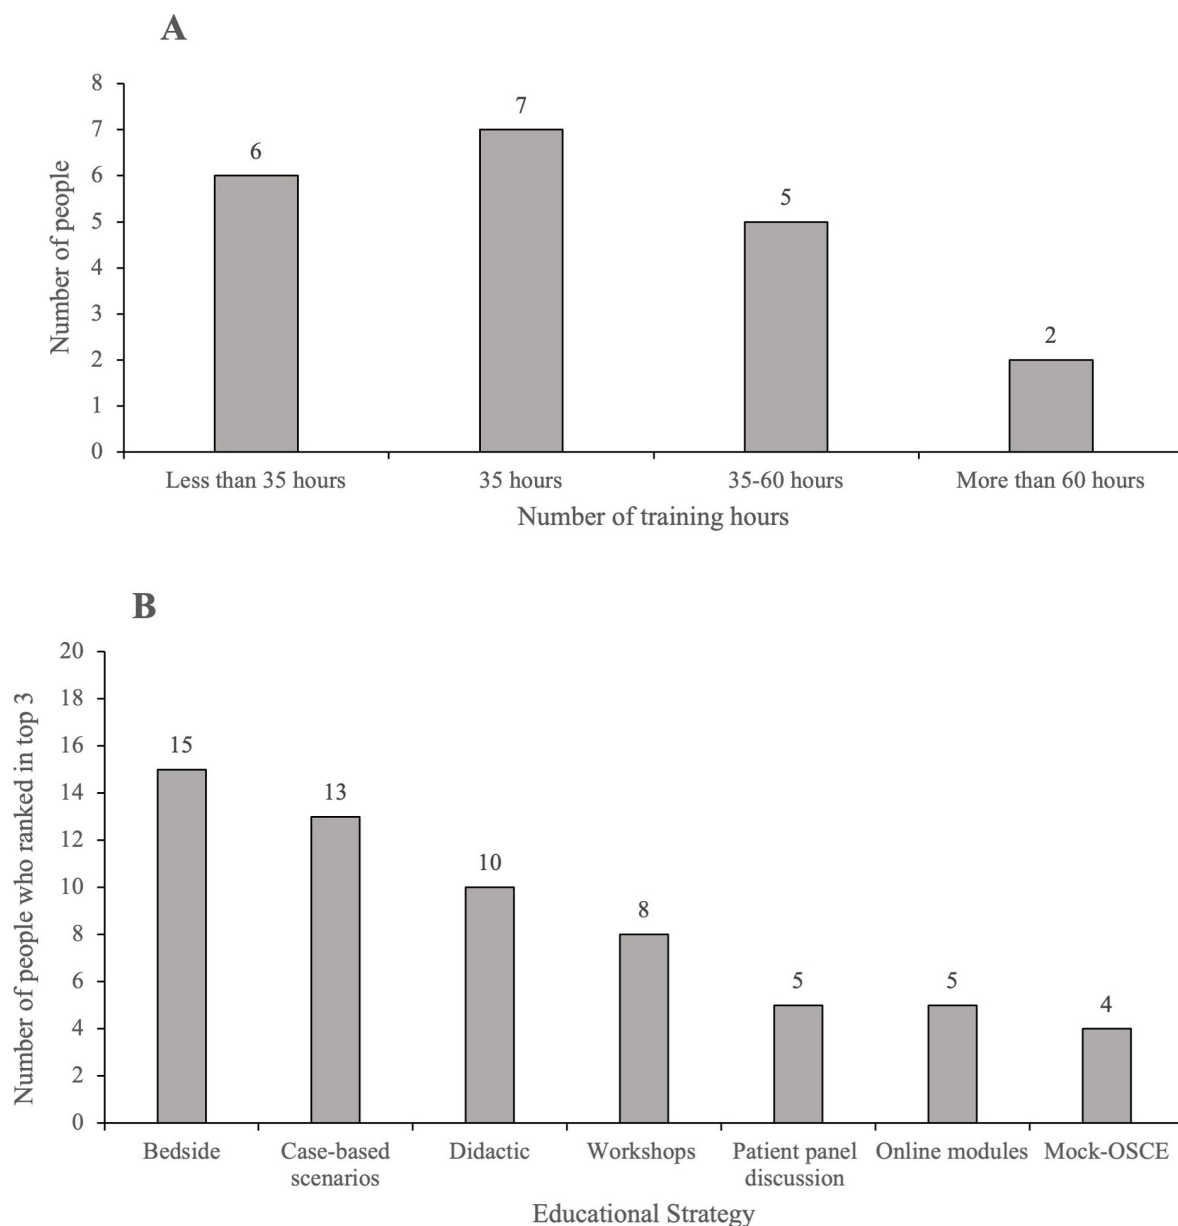 A
Number of people
8
7
6
5
4
3
2
1
0
6
7
5
2
Less than 35 hours
35 hours
35-60 hours
More than 60 hours
Number of training hours
B
Number of people who ranked in top 3
20
18
16
14
12
10
8
6
4
2
0
15
13
10
8
5
5
4
Bedside
Case-based
scenarios
Didactic
Workshops
Patient panel
discussion
Online modules
Mock-OSCE
Educational Strategy